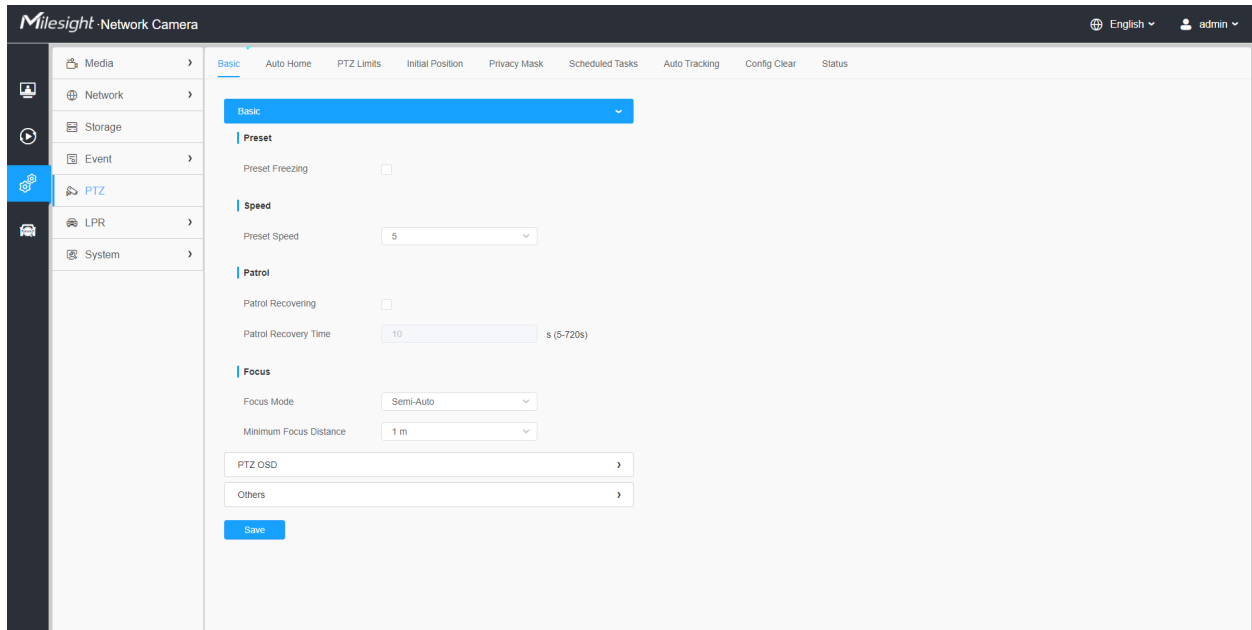 Milesight · Network Camera
English
admin
Media
Network
Storage
Event
PTZ
LPR
System
Basic Auto Home PTZ Limits Initial Position Privacy Mask Scheduled Tasks Auto Tracking Config Clear Status
Basic
Preset
Preset Freezing
Speed
Preset Speed 5
Patrol
Patrol Recovering
Patrol Recovery Time 10 s (5-720s)
Focus
Focus Mode Semi-Auto
Minimum Focus Distance 1 m
PTZ OSD
Others
Save